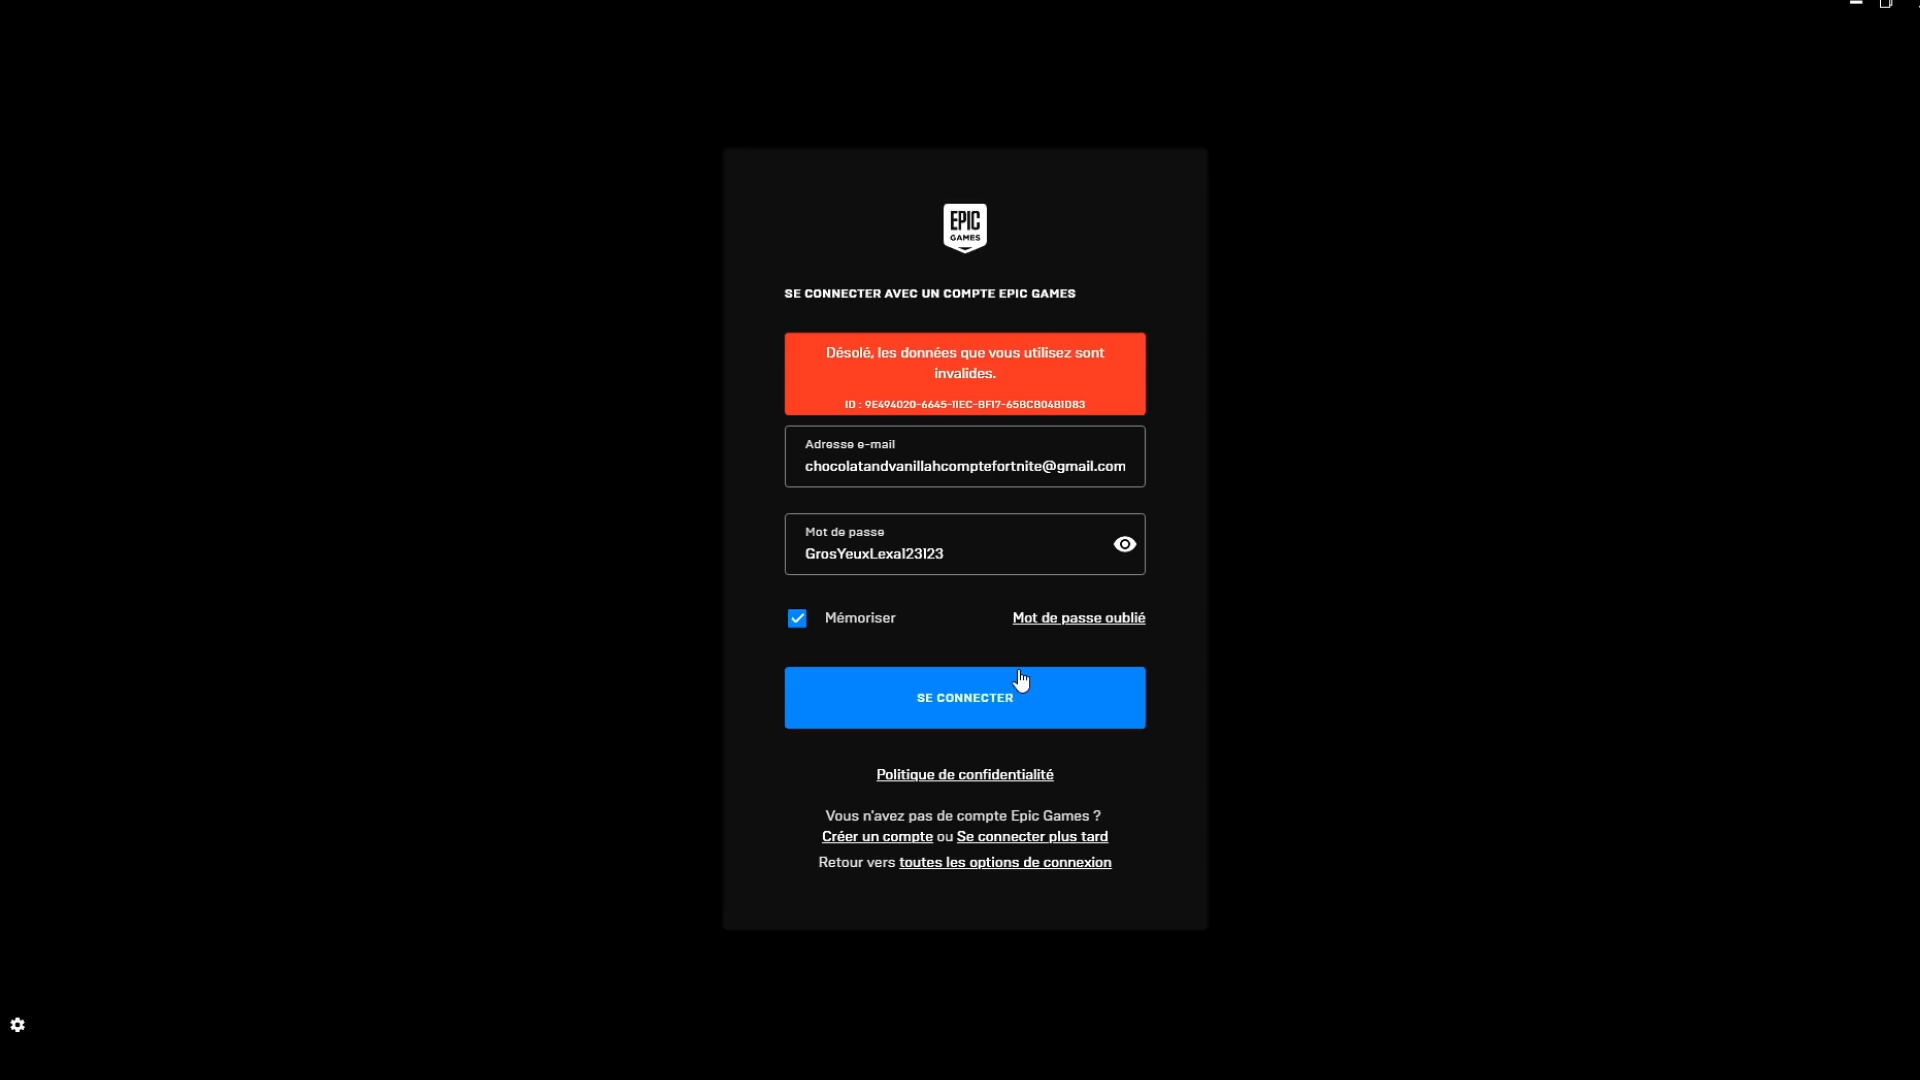 EPIC
GAMES
SE CONNECTER AVEC UN COMPTE EPIC GAMES
Désolé, les données que vous utilisez sont
invalides.
ID : 9E494020-6645-11EC-BF17-65BCB04B1D83
Adresse e-mail
chocolatandvanillahcomptefortnite@gmail.com
Mot de passe
GrosYeuxLexa123123
Mémoriser
Mot de passe oublié
SE CONNECTER
Politique de confidentialité
Vous n'avez pas de compte Epic Games ?
Créer un compte ou Se connecter plus tard
Retour vers toutes les options de connexion